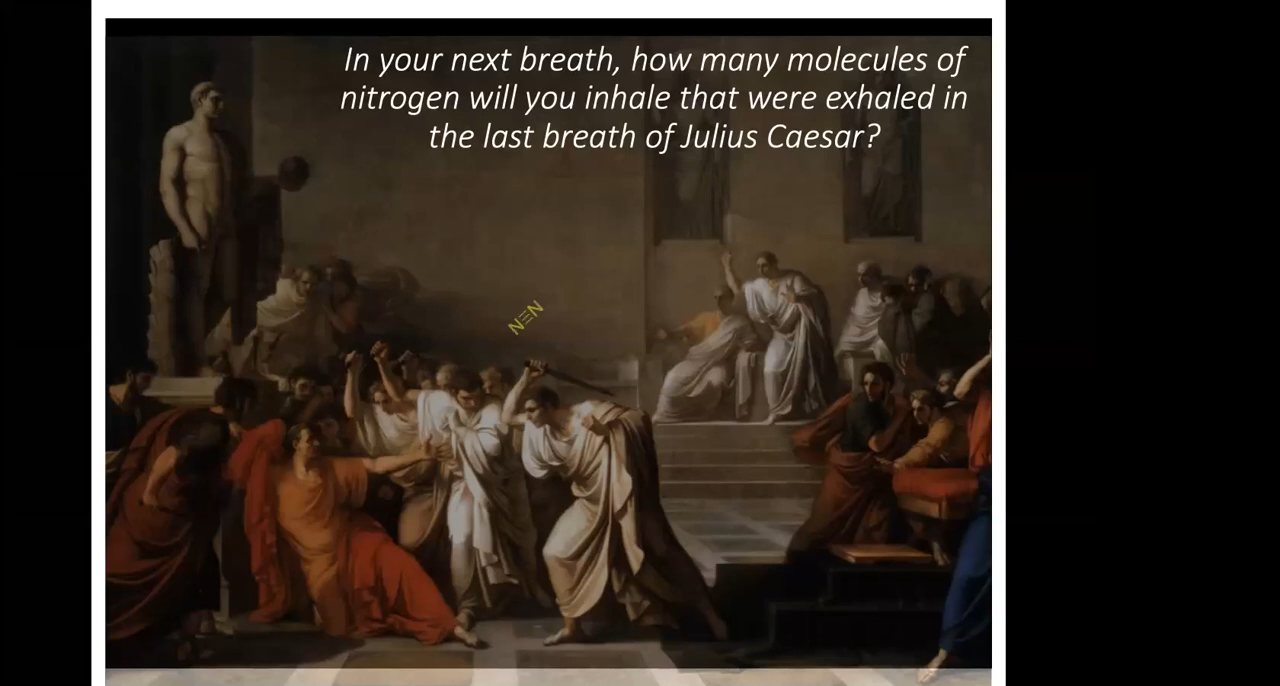 In your next breath, how many molecules of
nitrogen will you inhale that were exhaled in
the last breath of Julius Caesar?
N≡N